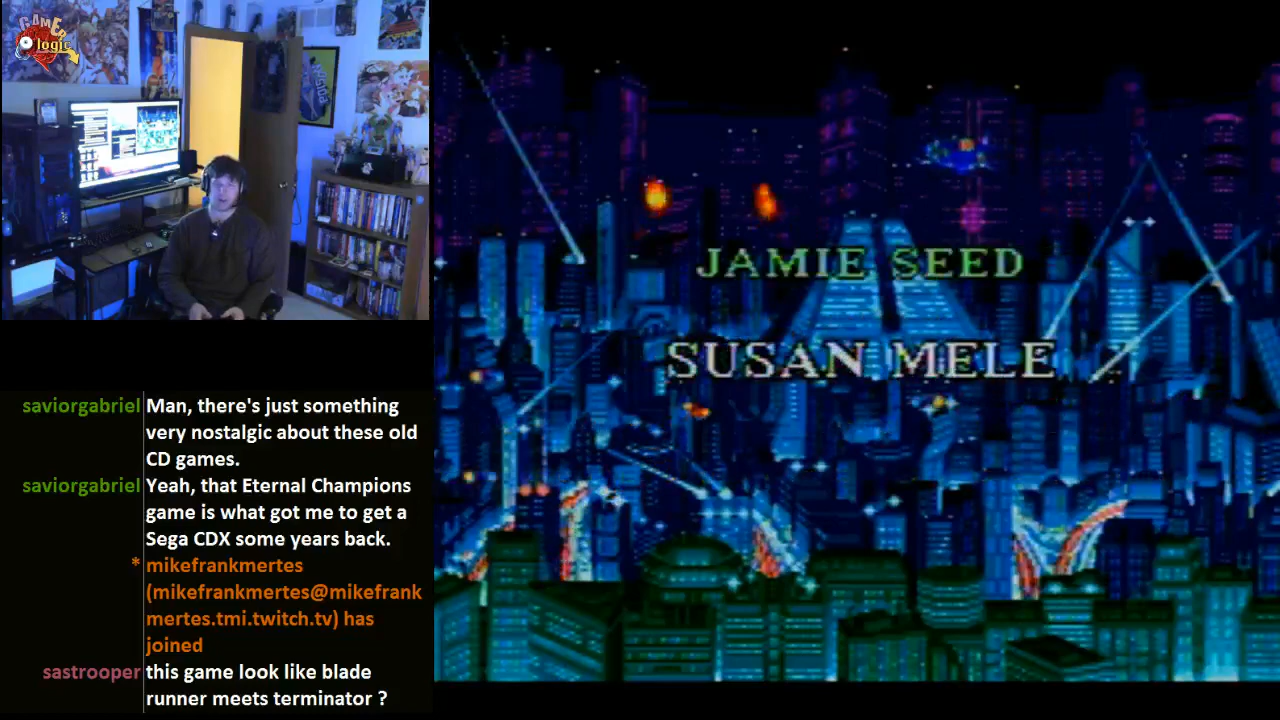 GAMER
logic
JAMIE SEED
SUSAN MELE
saviorgabriel Man, there's just something
very nostalgic about these old
CD games.
saviorgabriel Yeah, that Eternal Champions
game is what got me to get a
Sega CDX some years back.
* mikefrankmertes
(mikefrankmertes@mikefrank
mertes.tmi.twitch.tv) has
joined
sastrooper this game look like blade
runner meets terminator ?